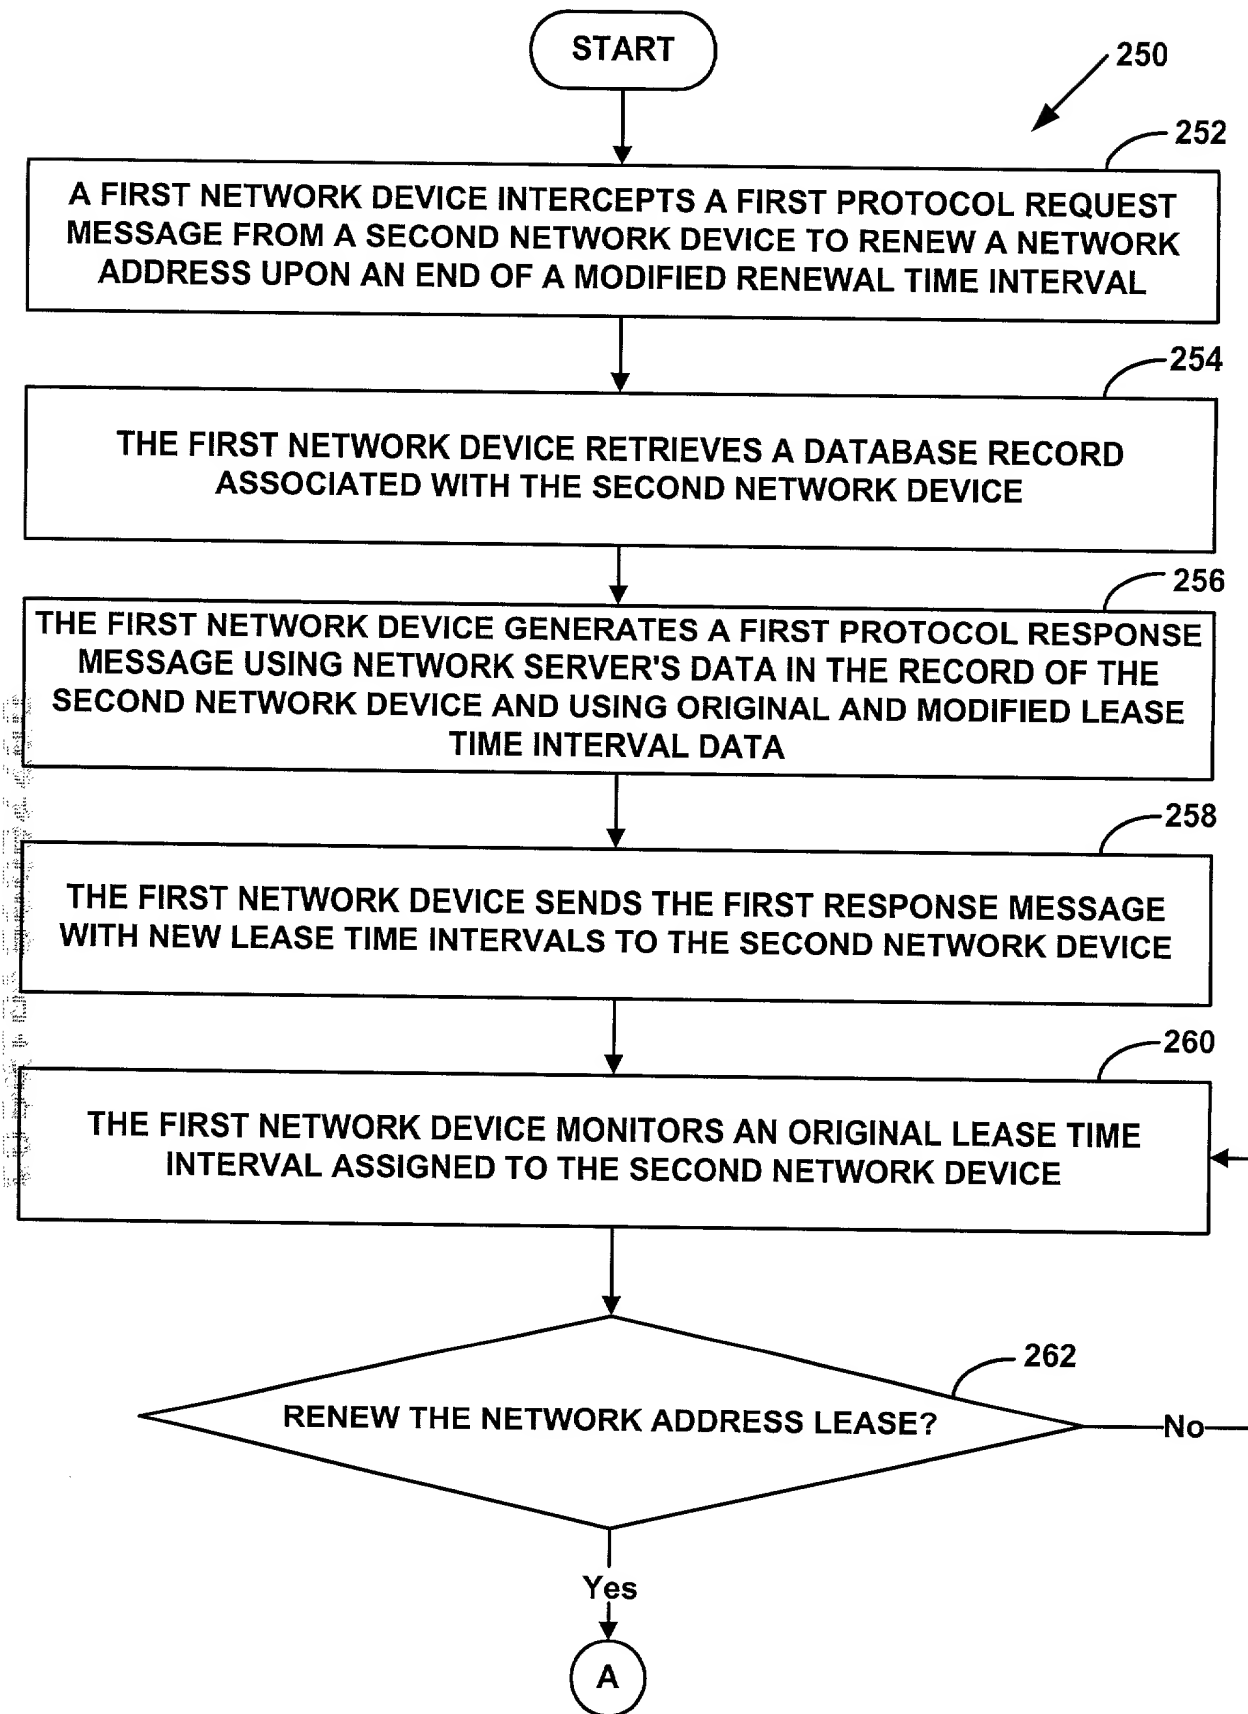 START
250
252
A FIRST NETWORK DEVICE INTERCEPTS A FIRST PROTOCOL REQUEST
MESSAGE FROM A SECOND NETWORK DEVICE TO RENEW A NETWORK
ADDRESS UPON AN END OF A MODIFIED RENEWAL TIME INTERVAL
254
THE FIRST NETWORK DEVICE RETRIEVES A DATABASE RECORD
ASSOCIATED WITH THE SECOND NETWORK DEVICE
256
THE FIRST NETWORK DEVICE GENERATES A FIRST PROTOCOL RESPONSE
MESSAGE USING NETWORK SERVER'S DATA IN THE RECORD OF THE
SECOND NETWORK DEVICE AND USING ORIGINAL AND MODIFIED LEASE
TIME INTERVAL DATA
258
THE FIRST NETWORK DEVICE SENDS THE FIRST RESPONSE MESSAGE
WITH NEW LEASE TIME INTERVALS TO THE SECOND NETWORK DEVICE
260
THE FIRST NETWORK DEVICE MONITORS AN ORIGINAL LEASE TIME
INTERVAL ASSIGNED TO THE SECOND NETWORK DEVICE
262
RENEW THE NETWORK ADDRESS LEASE?
No
Yes
A